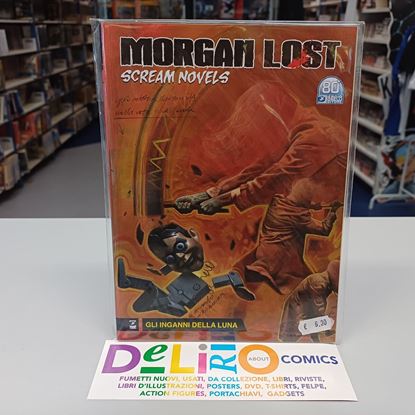 MORGAN LOST
SCREAM NOVELS
80
GLI INGANNI DELLA LUNA
€ 6,30
DeLiRIO
ABOUT
COMICS
FUMETTI NUOVI, USATI, DA COLLEZIONE, LIBRI, RIVISTE,
LIBRI D'ILLUSTRAZIONI, POSTERS, DVD, T-SHIRTS, FELPE,
ACTION FIGURES, PORTACHIAVI, GADGETS